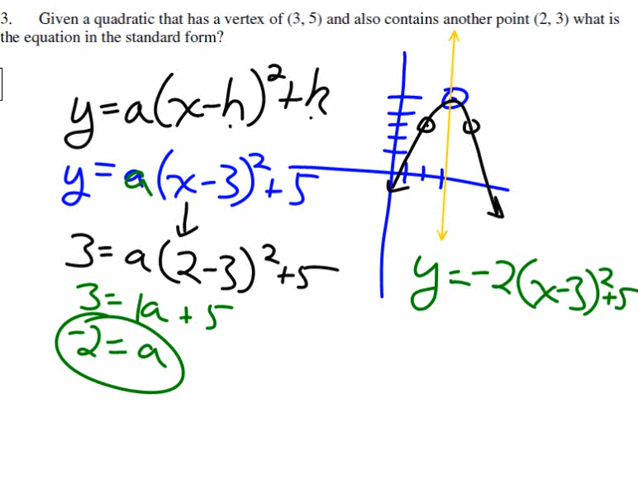 3. Given a quadratic that has a vertex of (3, 5) and also contains another point (2, 3) what is
the equation in the standard form?
y=a(x-h)²+k
y=a(x-3)²+5
3=a(2-3)²+5
3=1a+5
-2=a
y=-2(x-3)²+5